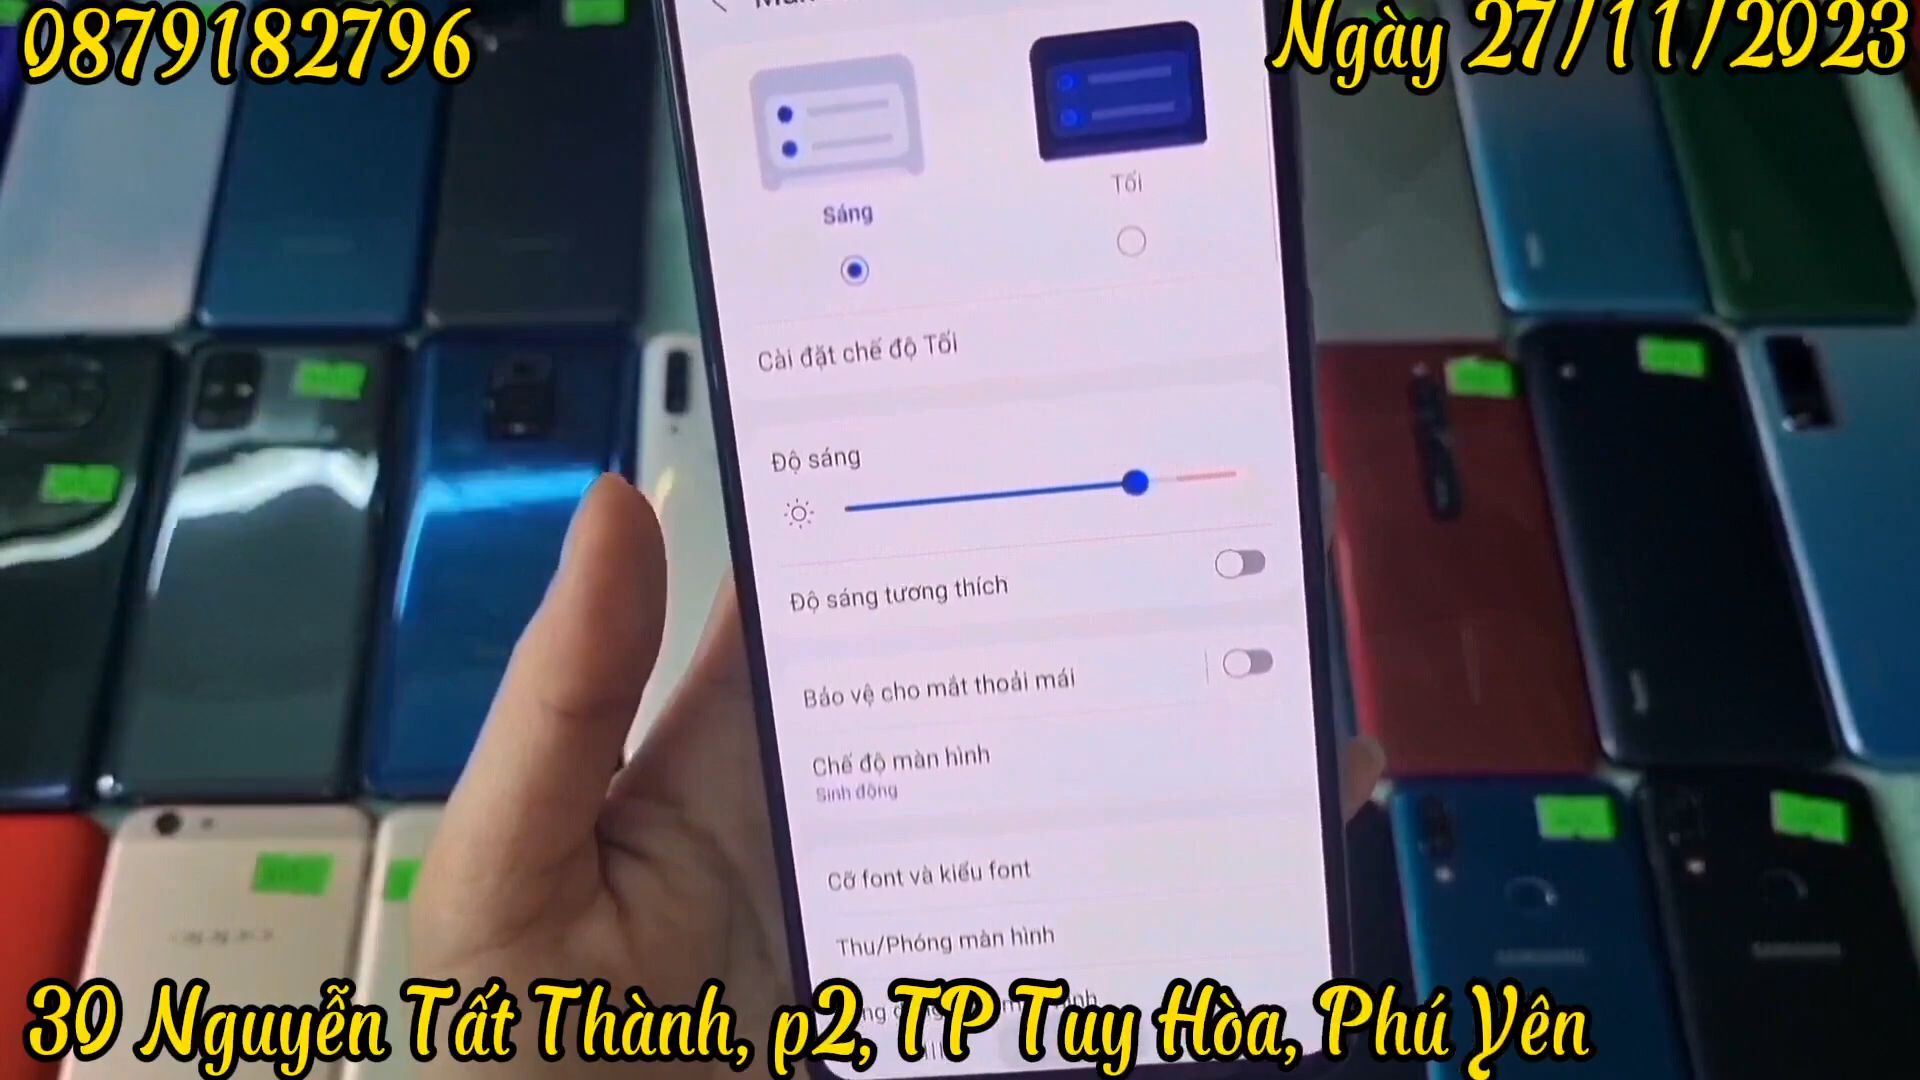 0879182796
Ngày 27/11/2023
Sáng
Tối
Cài đặt chế độ Tối
Độ sáng
Độ sáng tương thích
Bảo vệ cho mắt thoải mái
Chế độ màn hình
Sinh động
Cỡ font và kiểu font
Thu/Phóng màn hình
39 Nguyễn Tất Thành, p2, TP Tuy Hòa, Phú Yên